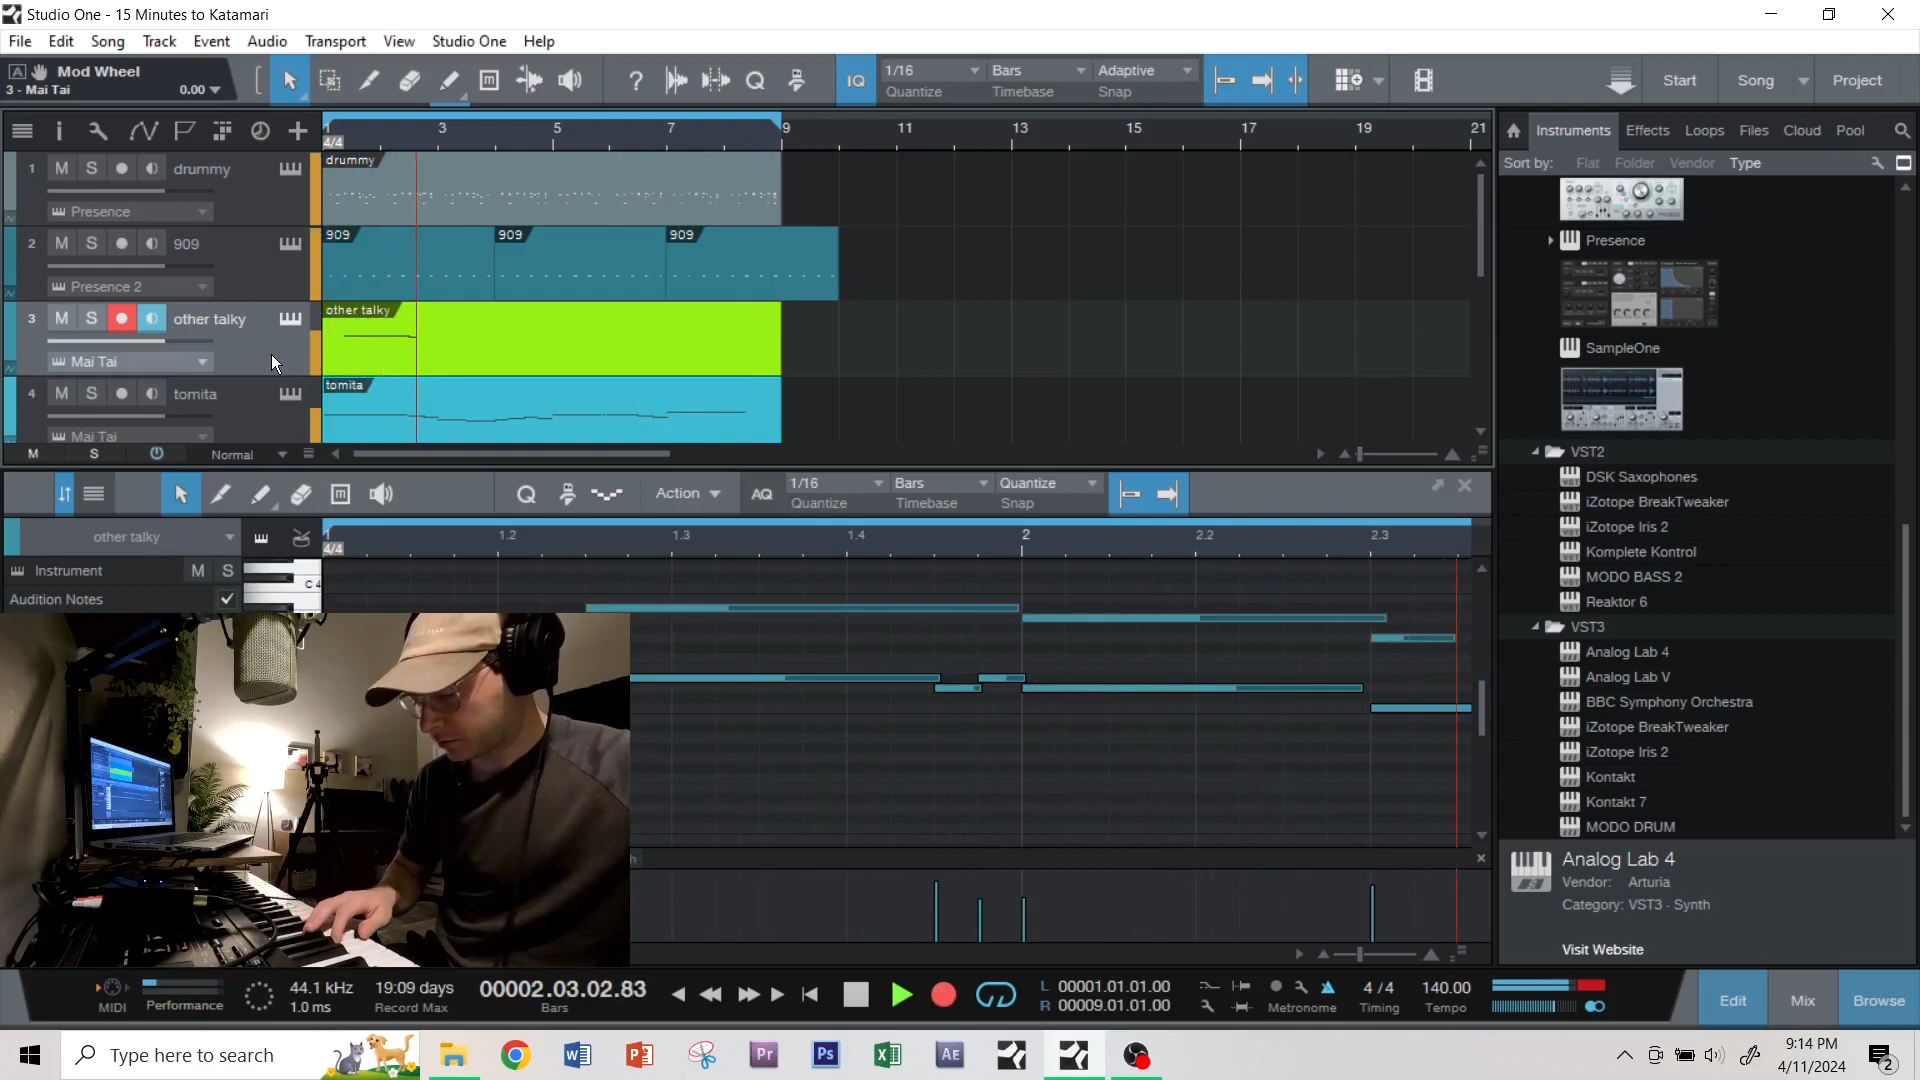 Studio One - 15 Minutes to Katamari
File Edit Song Track Event Audio Transport View Studio One Help
A Mod Wheel
3 - Mai Tai 0.00
IQ 1/16 Bars Adaptive
Quantize Timebase Snap
Start Song Project
1 3 5 7 9 11 13 15 17 19 21
4/4
1 M S drummy
Presence
drummy
2 M S 909
Presence 2
909 909 909
3 M S other talky
Mai Tai
other talky
4 M S tomita
Mai Tai
tomita
M S Normal
Instruments Effects Loops Files Cloud Pool
Sort by: Flat Folder Vendor Type
Presence
SampleOne
VST2
DSK Saxophones
iZotope BreakTweaker
iZotope Iris 2
Komplete Kontrol
MODO BASS 2
Reaktor 6
VST3
Analog Lab 4
Analog Lab V
BBC Symphony Orchestra
iZotope BreakTweaker
iZotope Iris 2
Kontakt
Kontakt 7
MODO DRUM
Analog Lab 4
Vendor: Arturia
Category: VST3 - Synth
Visit Website
Q Action AQ 1/16 Bars Quantize
Quantize Timebase Snap
other talky
1 1.2 1.3 1.4 2 2.2 2.3
4/4
Instrument M S
C 4
Audition Notes
MIDI
Performance
44.1 kHz
1.0 ms
19:09 days
Record Max
00002.03.02.83
Bars
L 00001.01.01.00
R 00009.01.01.00
Metronome
4 / 4
Timing
140.00
Tempo
Edit Mix Browse
Type here to search
Pr Ps AE
9:14 PM
4/11/2024
2